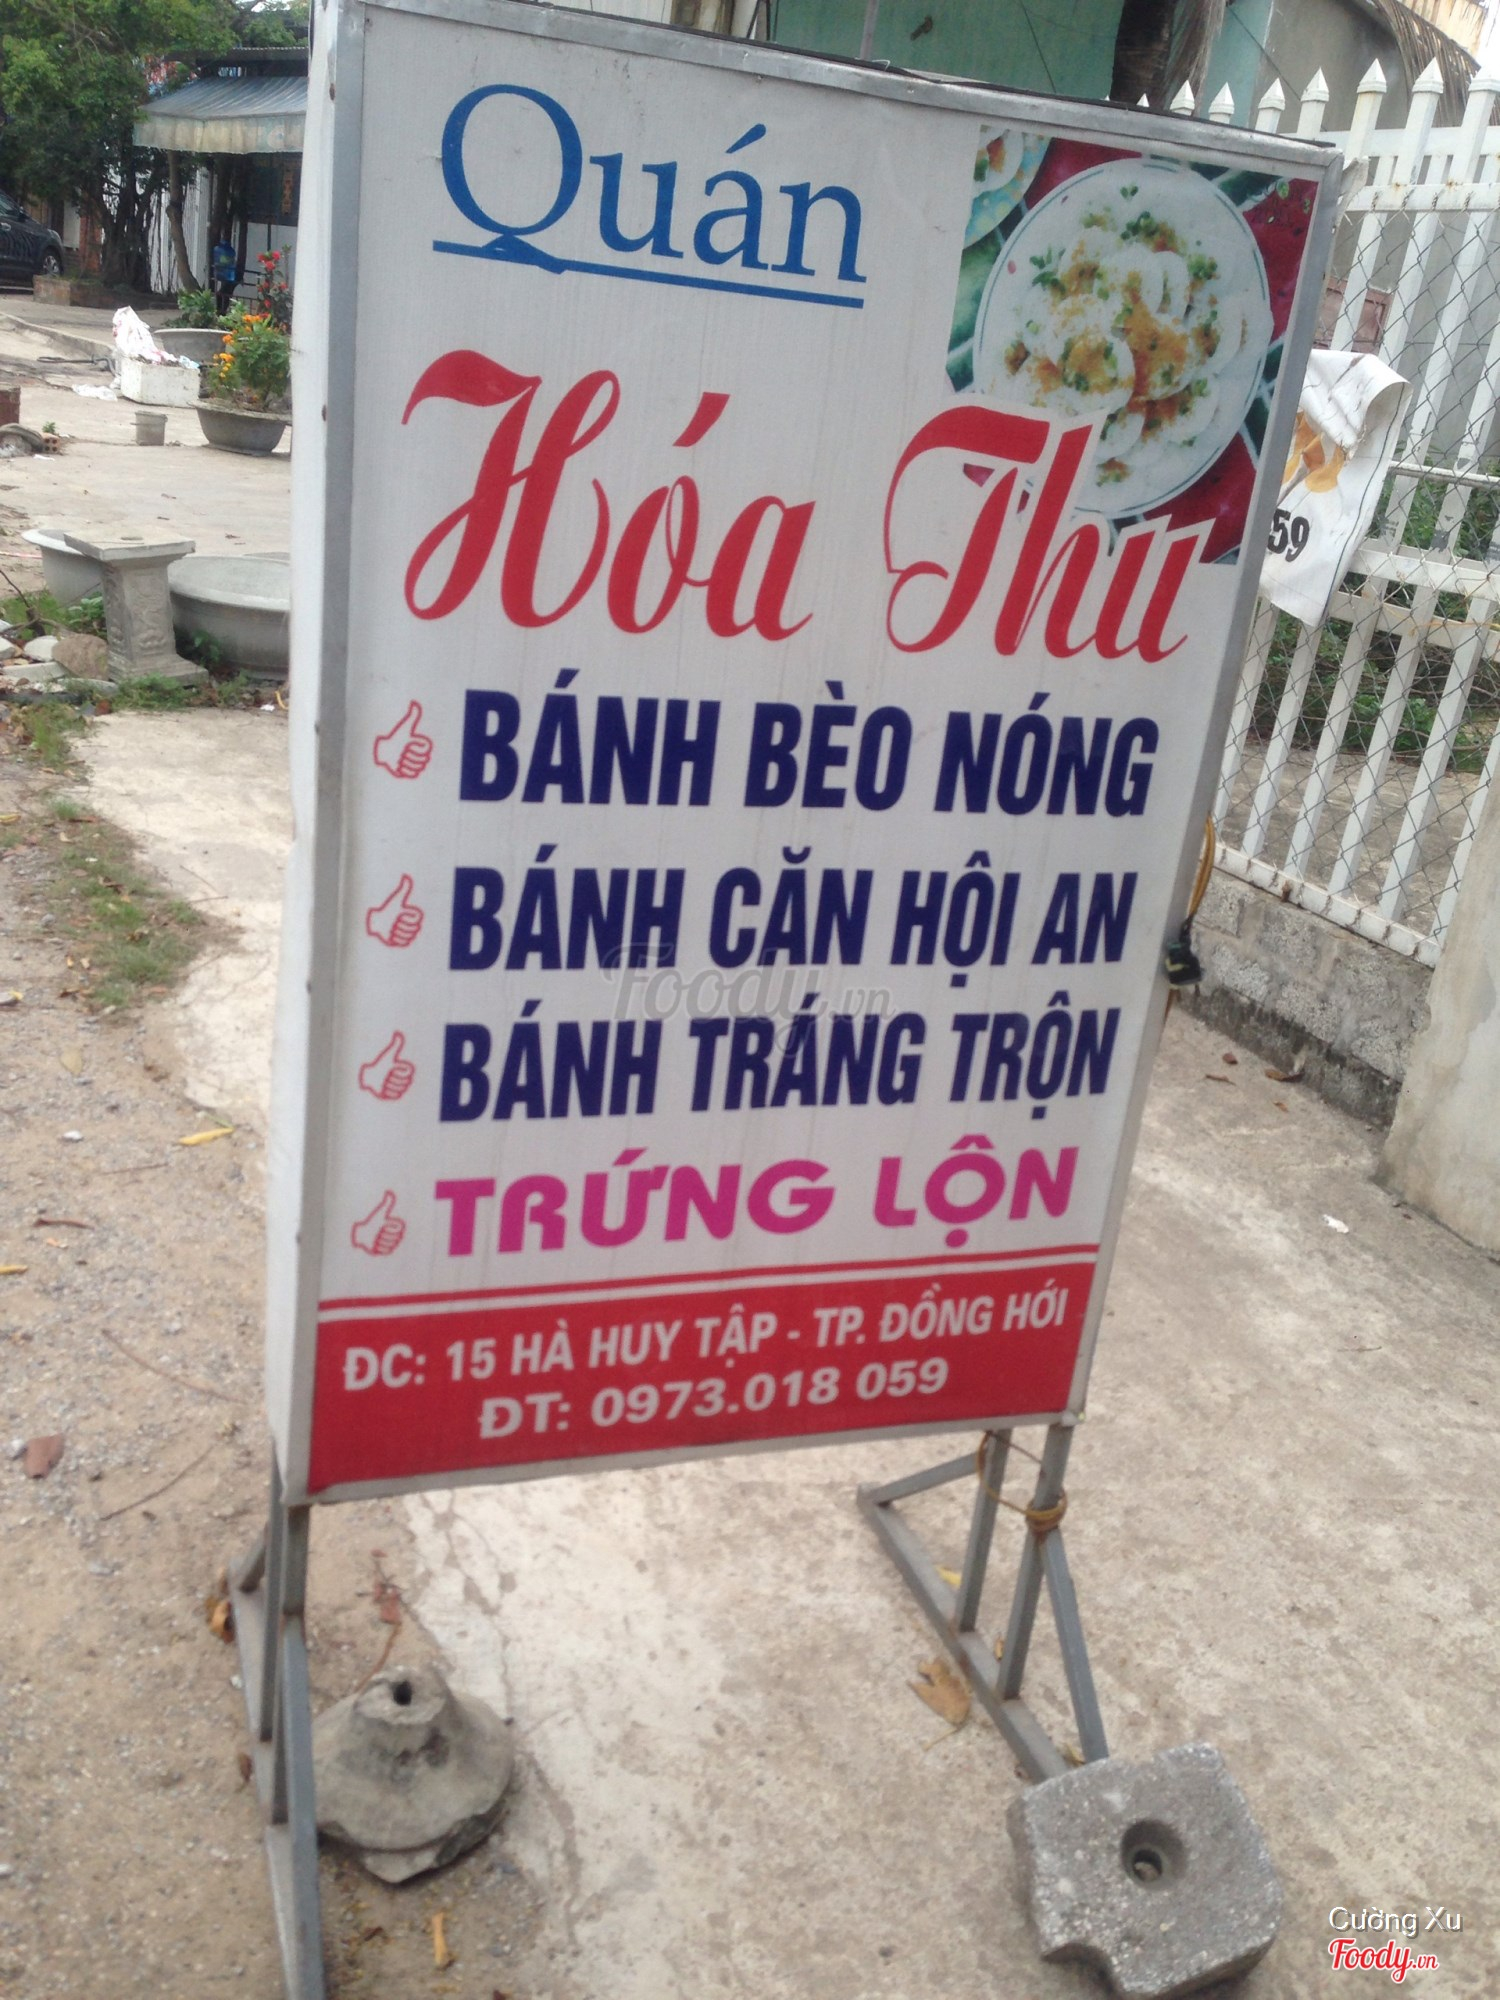 Quán
Hóa Thu
BÁNH BÈO NÓNG
BÁNH CĂN HỘI AN
BÁNH TRÁNG TRỘN
TRỨNG LỘN
ĐC: 15 HÀ HUY TẬP - TP. ĐỒNG HỚI
ĐT: 0973.018 059
59
Foody.vn
Cường Xu
Foody.vn